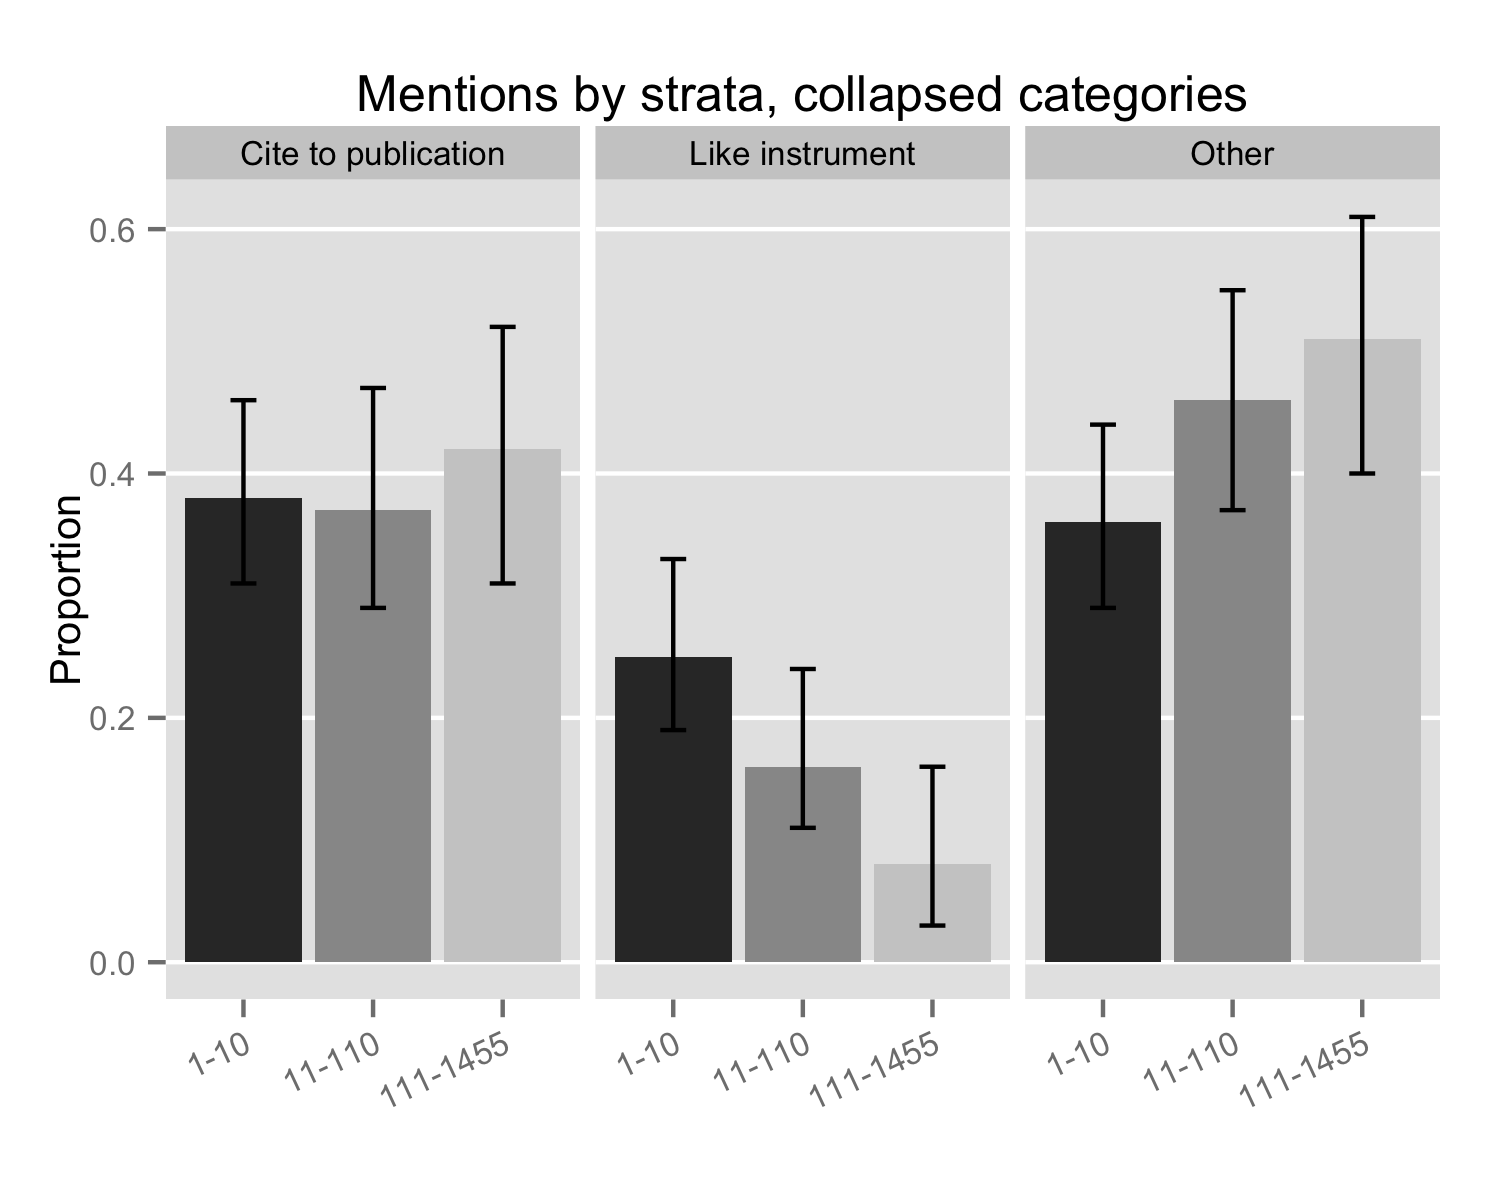 Mentions by strata, collapsed categories
Cite to publication
Like instrument
Other
Proportion
0.6
0.4
0.2
0.0
1-10
11-110
111-1455
1-10
11-110
111-1455
1-10
11-110
111-1455